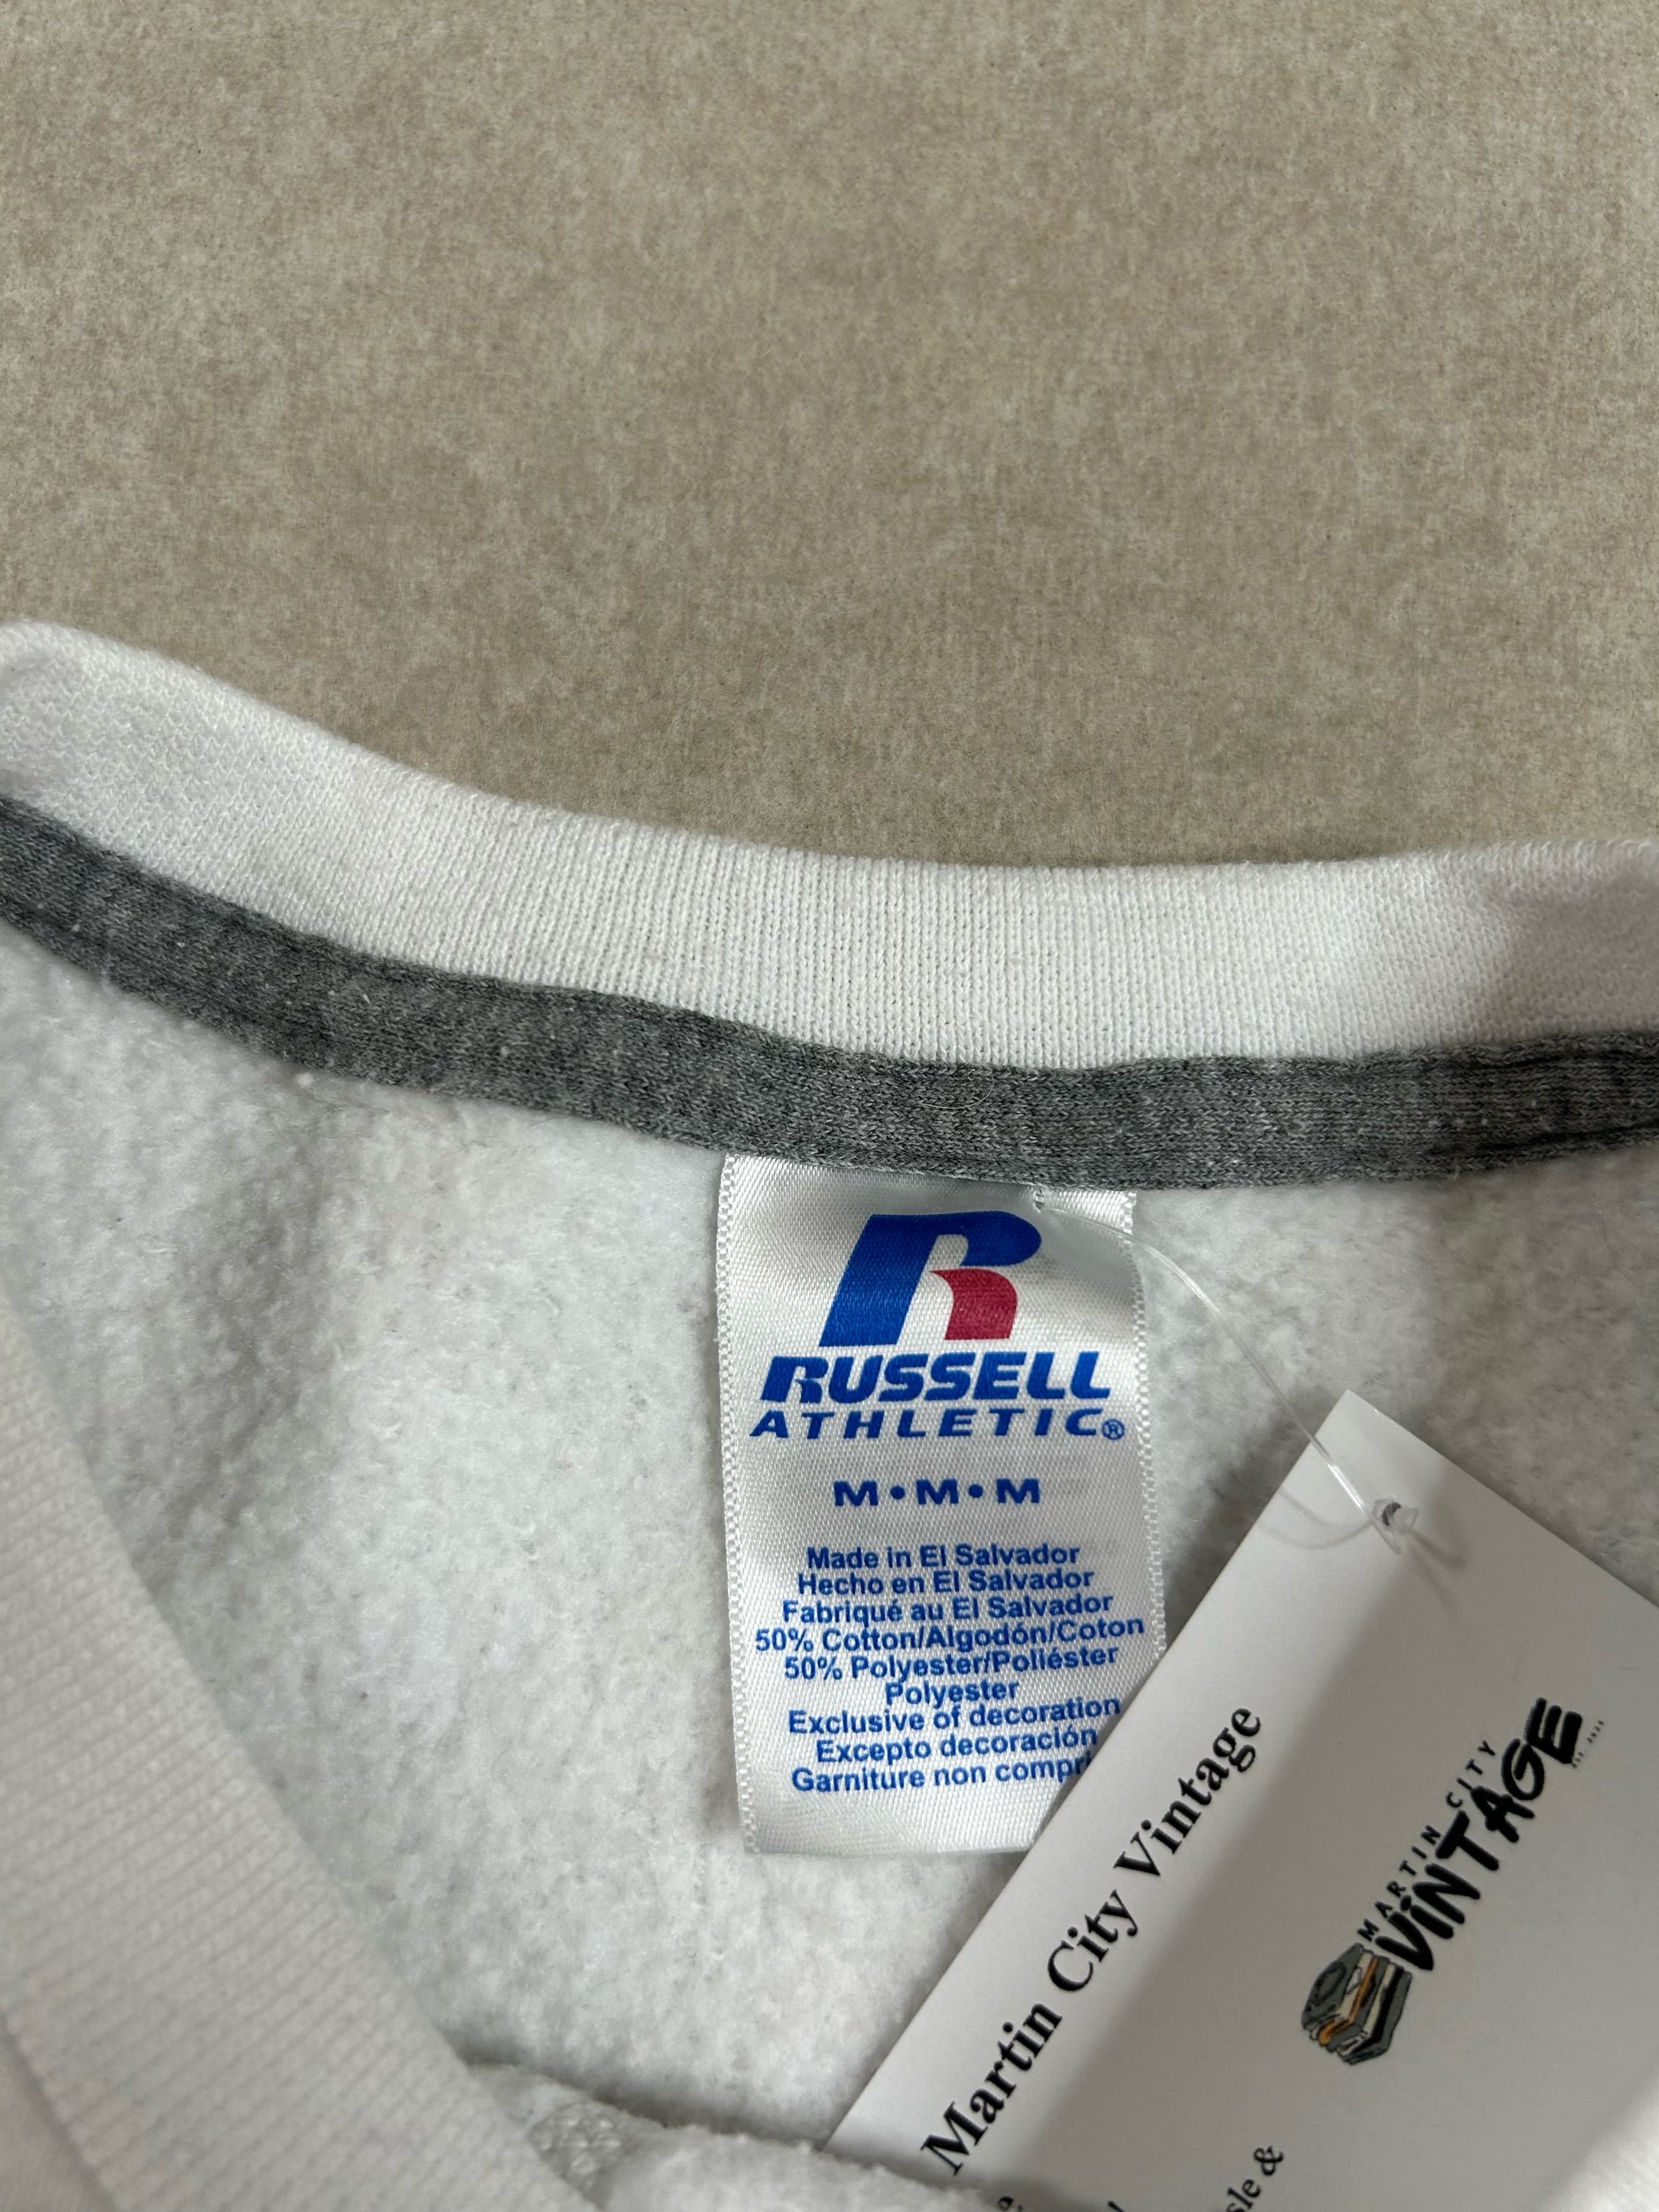 RUSSELL
ATHLETIC®
M•M•M
Made in El Salvador
Hecho en El Salvador
Fabriqué au El Salvador
50% Cotton/Algodón/Coton
50% Polyester/Poliéster
Polyester
Exclusive of decoration
Excepto decoración
Garniture non compri
Martin City Vintage
MARTIN CITY
VINTAGE
&